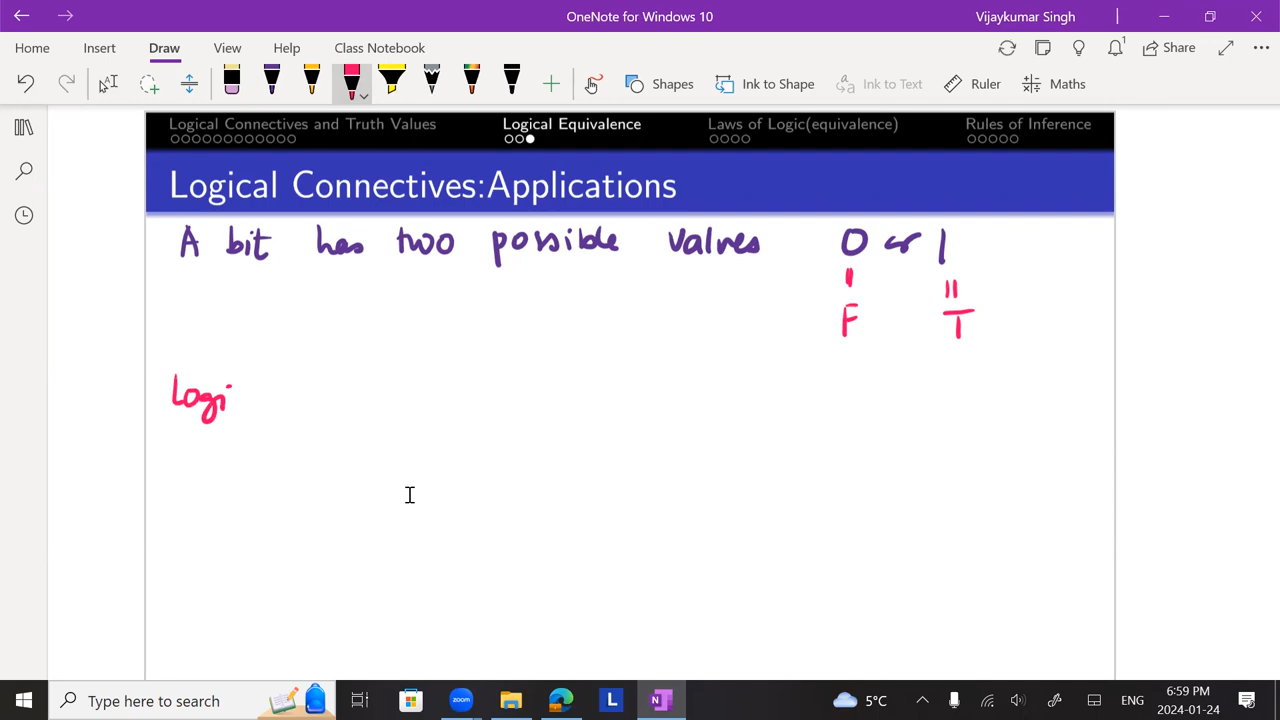 OneNote for Windows 10
Vijaykumar Singh
Home Insert Draw View Help Class Notebook
Share
Shapes Ink to Shape Ink to Text Ruler Maths
Logical Connectives and Truth Values Logical Equivalence Laws of Logic(equivalence) Rules of Inference
Logical Connectives:Applications
A bit has two possible values 0 or 1
F T
Logi
Type here to search
zoom
L
N
5°C
ENG
6:59 PM
2024-01-24